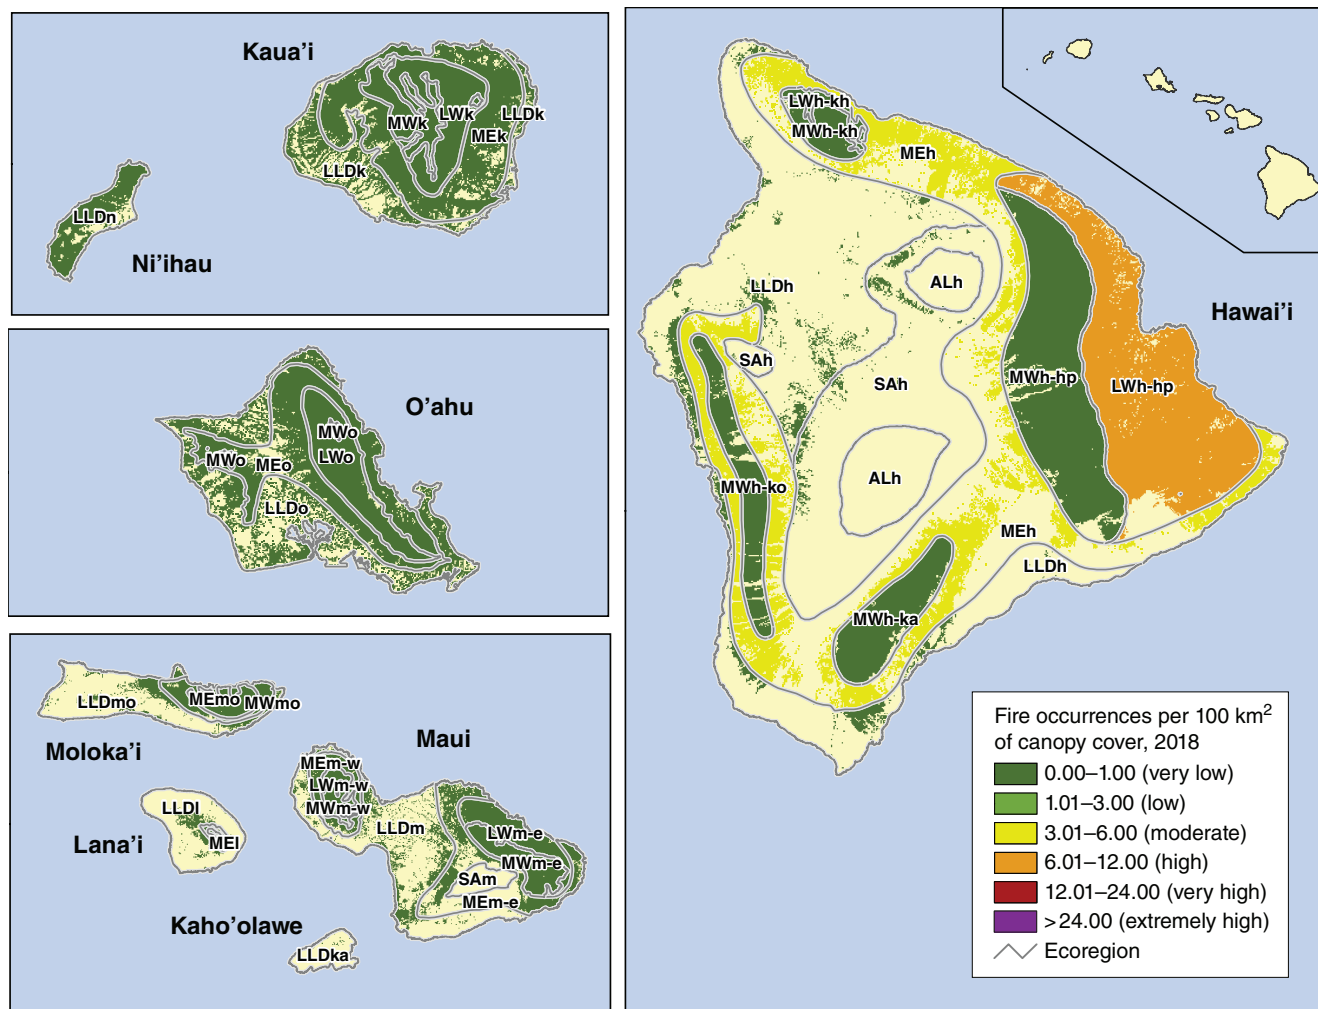 Kaua’i
MWk
LWk
LLDk
MEk
LLDk
LLDn
Ni’ihau
O’ahu
MWo
LWo
MWo
MEo
LLDo
LLDmo
MEmo
MWmo
Moloka’i
Maui
MEm-w
LWm-w
MWm-w
LLDl
MEl
Lana’i
LLDm
LWm-e
MWm-e
SAm
MEm-e
Kaho’olawe
LLDka
LWh-kh
MWh-kh
MEh
ALh
LLDh
Hawai’i
SAh
SAh
MWh-hp
LWh-hp
MWh-ko
ALh
MEh
LLDh
MWh-ka
Fire occurrences per 100 km2
of canopy cover, 2018
0.00–1.00 (very low)
1.01–3.00 (low)
3.01–6.00 (moderate)
6.01–12.00 (high)
12.01–24.00 (very high)
>24.00 (extremely high)
Ecoregion